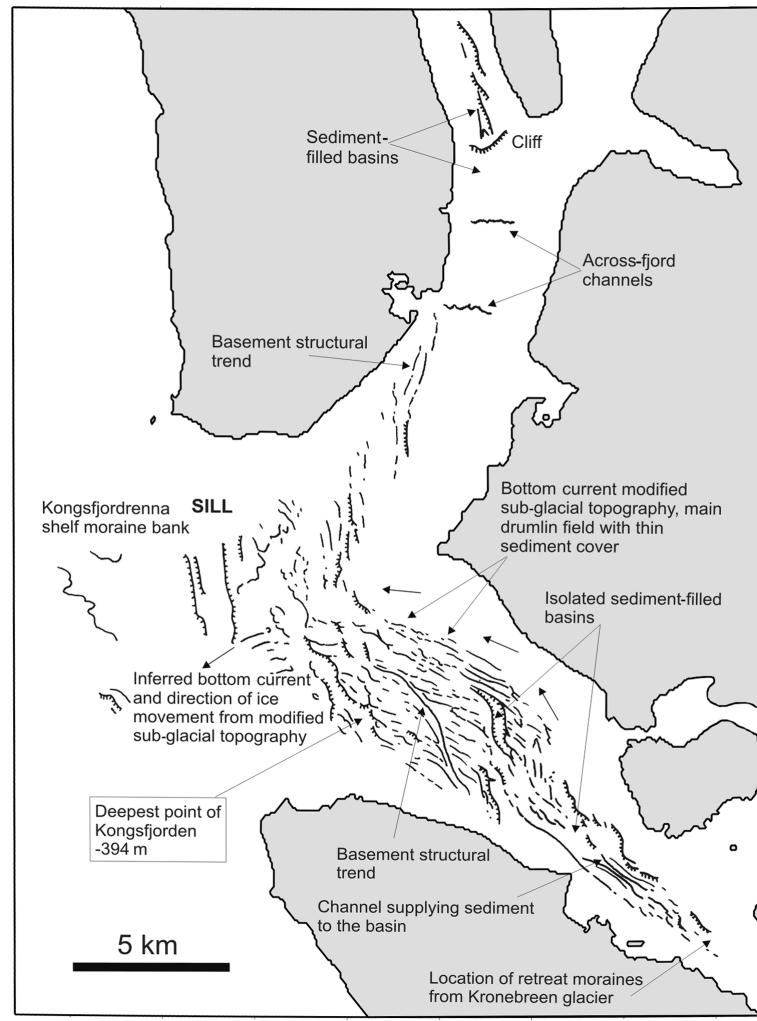 Sediment-
filled basins
Cliff
Across-fjord
channels
Basement structural
trend
Bottom current modified
sub-glacial topography, main
drumlin field with thin
sediment cover
Kongsfjordrenna
shelf moraine bank
SILL
Isolated sediment-filled
basins
Inferred bottom current
and direction of ice
movement from modified
sub-glacial topography
Deepest point of
Kongsfjorden
-394 m
Basement structural
trend
Channel supplying sediment
to the basin
5 km
Location of retreat moraines
from Kronebreen glacier